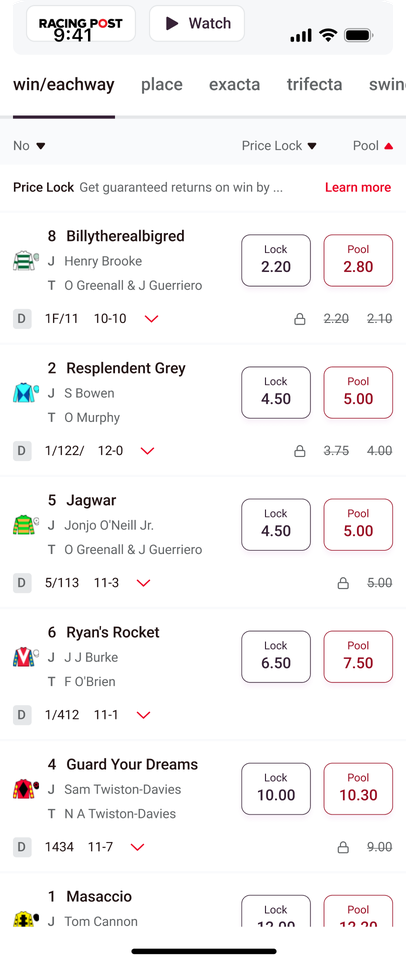 RACING POST
Watch
9:41
win/eachway place exacta trifecta swin
No Price Lock Pool
Price Lock Get guaranteed returns on win by ... Learn more
8 Billytherealbigred
J Henry Brooke
T O Greenall & J Guerriero
Lock 2.20 Pool 2.80
D 1F/11 10-10 2.20 2.10
2 Resplendent Grey
J S Bowen
T O Murphy
Lock 4.50 Pool 5.00
D 1/122/ 12-0 3.75 4.00
5 Jagwar
J Jonjo O'Neill Jr.
T O Greenall & J Guerriero
Lock 4.50 Pool 5.00
D 5/113 11-3 5.00
6 Ryan's Rocket
J J J Burke
T F O'Brien
Lock 6.50 Pool 7.50
D 1/412 11-1
4 Guard Your Dreams
J Sam Twiston-Davies
T N A Twiston-Davies
Lock 10.00 Pool 10.30
D 1434 11-7 9.00
1 Masaccio
J Tom Cannon
Lock Pool